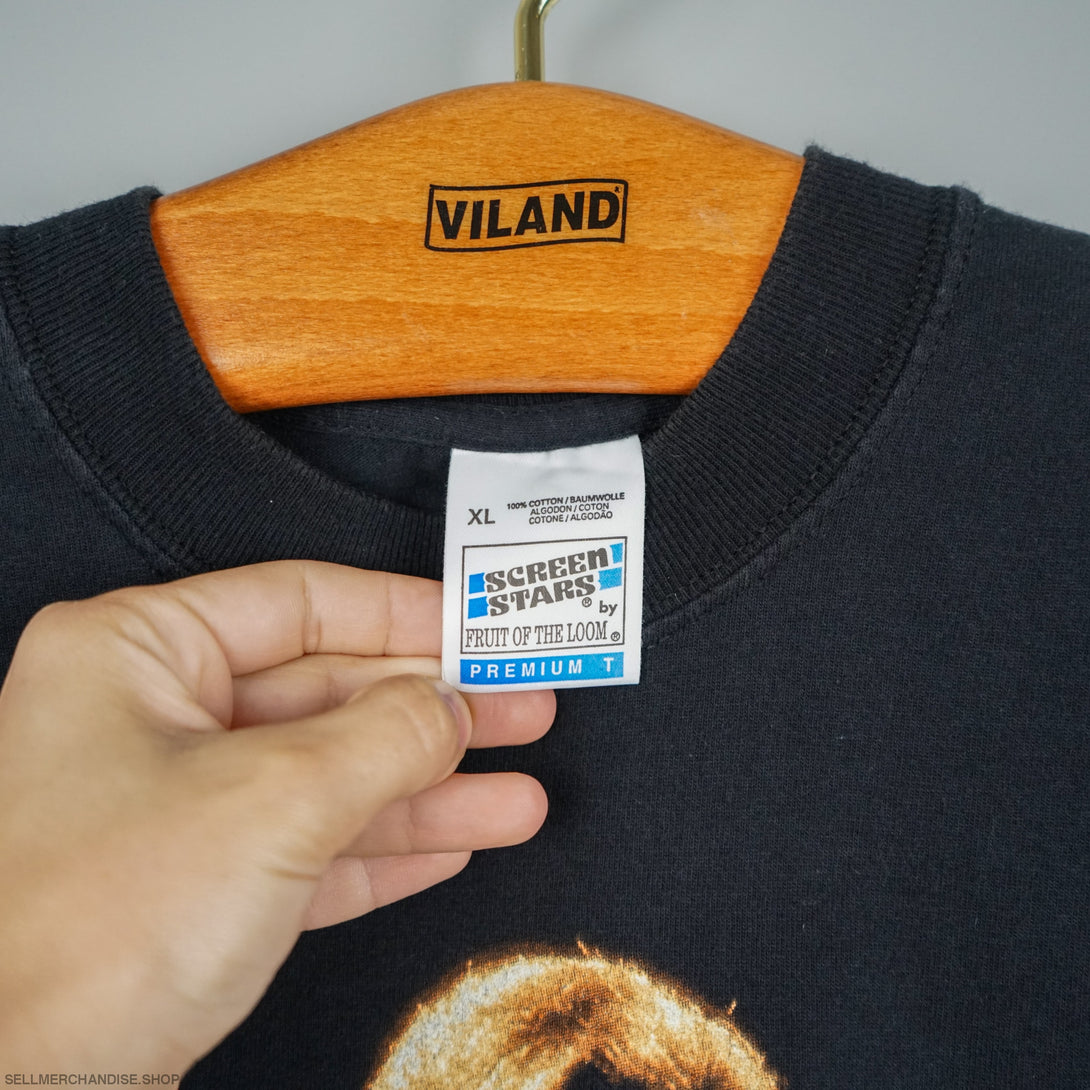 VILAND
XL
100% COTTON / BAUMWOLLE
ALGODON / COTON
COTONE / ALGODÃO
SCREEN
STARS® by
FRUIT OF THE LOOM®
PREMIUM T
SELLMERCHANDISE.SHOP